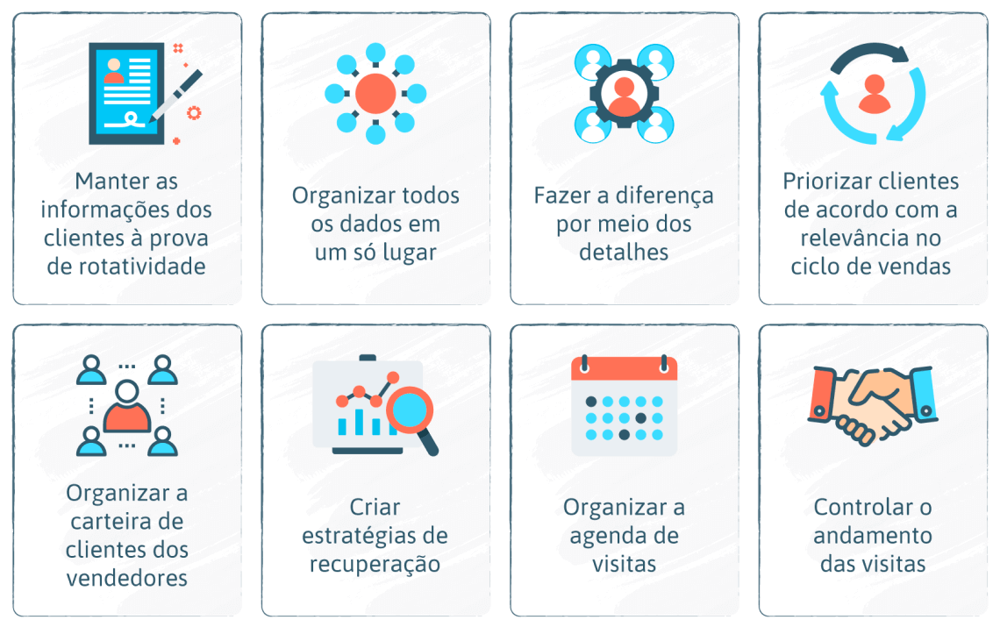 Manter as
informações dos
clientes à prova
de rotatividade
Organizar todos
os dados em
um só lugar
Fazer a diferença
por meio dos
detalhes
Priorizar clientes
de acordo com a
relevância no
ciclo de vendas
Organizar a
carteira de
clientes dos
vendedores
Criar
estratégias de
recuperação
Organizar a
agenda de
visitas
Controlar o
andamento
das visitas